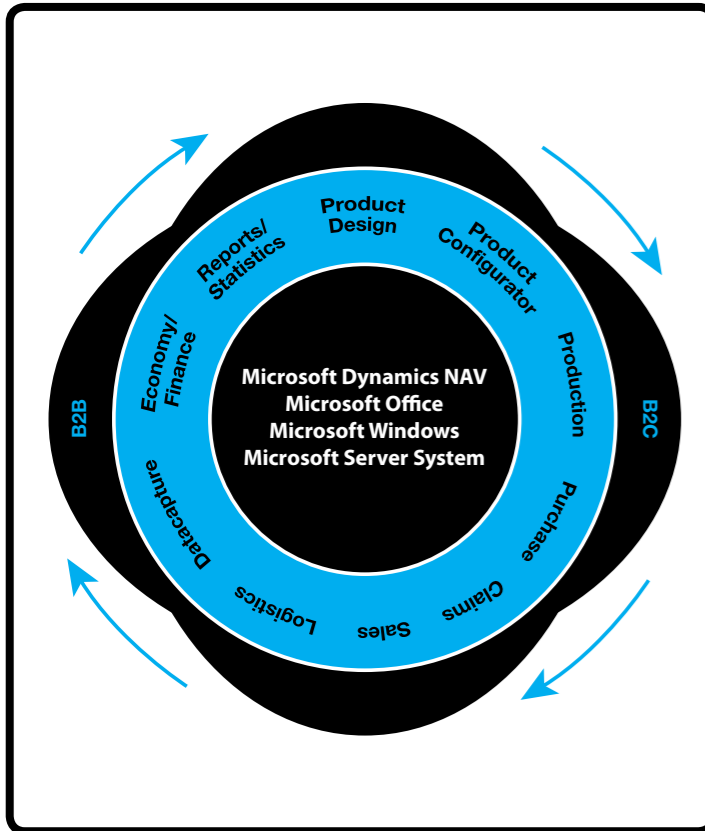 Product
Design
Product
Configurator
Production
Purchase
Claims
Sales
Logistics
Datacapture
Economy/
Finance
Reports/
Statistics
B2B
B2C
Microsoft Dynamics NAV
Microsoft Office
Microsoft Windows
Microsoft Server System